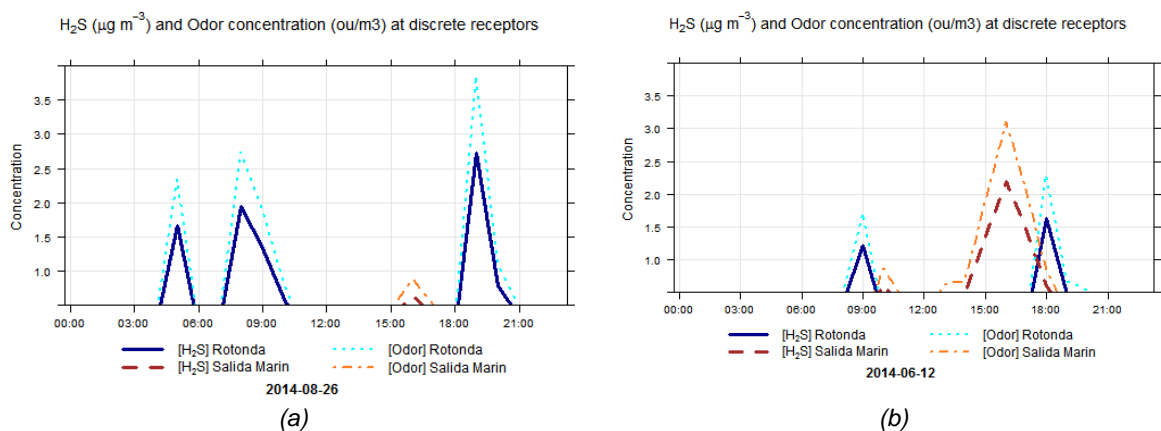 H₂S (μg m⁻³) and Odor concentration (ou/m3) at discrete receptors
Concentration
3.5
3.0
2.5
2.0
1.5
1.0
00:00 03:00 06:00 09:00 12:00 15:00 18:00 21:00
[H₂S] Rotonda [Odor] Rotonda
[H₂S] Salida Marin [Odor] Salida Marin
2014-08-26
(a)
H₂S (μg m⁻³) and Odor concentration (ou/m3) at discrete receptors
Concentration
3.5
3.0
2.5
2.0
1.5
1.0
00:00 03:00 06:00 09:00 12:00 15:00 18:00 21:00
[H₂S] Rotonda [Odor] Rotonda
[H₂S] Salida Marin [Odor] Salida Marin
2014-06-12
(b)